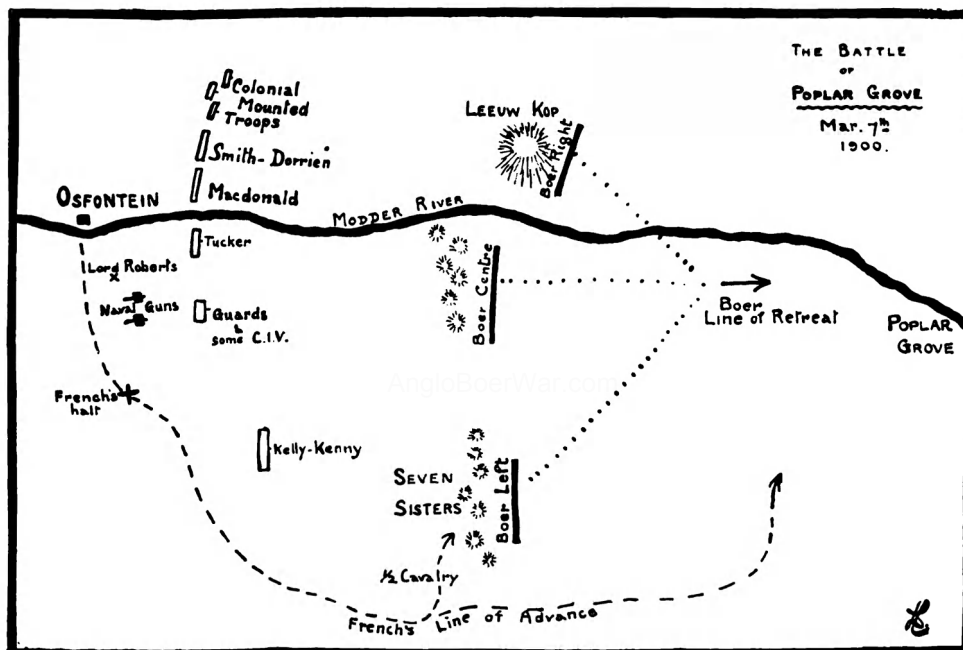 THE BATTLE
OF
POPLAR GROVE
Mar. 7th
1900.
Colonial
Mounted
Troops
Smith-Dorrien
Macdonald
LEEUW KOP
Boer Right
OSFONTEIN
MODDER RIVER
Tucker
Lord Roberts
Naval Guns
Guards
&
some C.I.V.
Boer Centre
Boer
Line of Retreat
POPLAR
GROVE
AngloBoerWar.com
French's
halt
Kelly-Kenny
SEVEN
SISTERS
Boer Left
1/2 Cavalry
French's Line of Advance